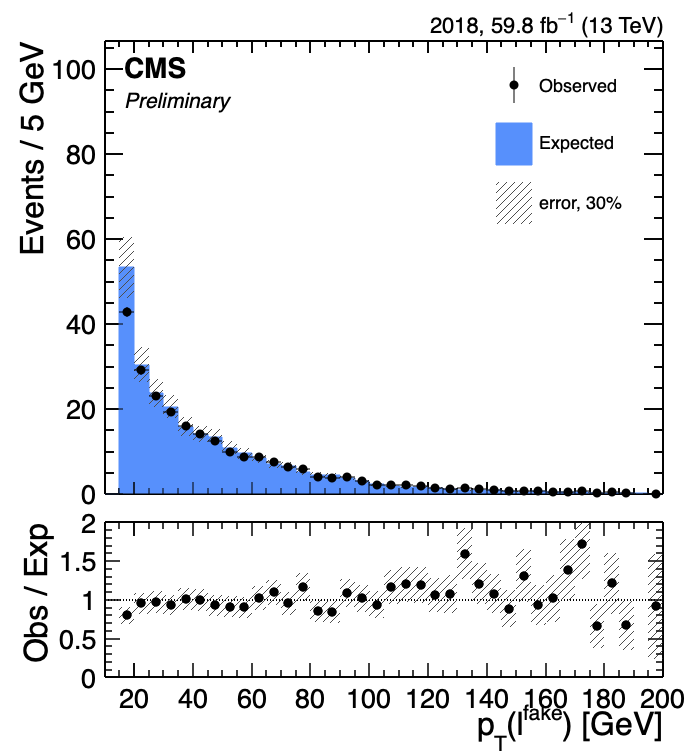 2018, 59.8 fb⁻¹ (13 TeV)
CMS
Preliminary
Observed
Expected
error, 30%
Events / 5 GeV
100
80
60
40
20
0
Obs / Exp
2
1.5
1
0.5
0
20 40 60 80 100 120 140 160 180 200
p_T(l^fake) [GeV]